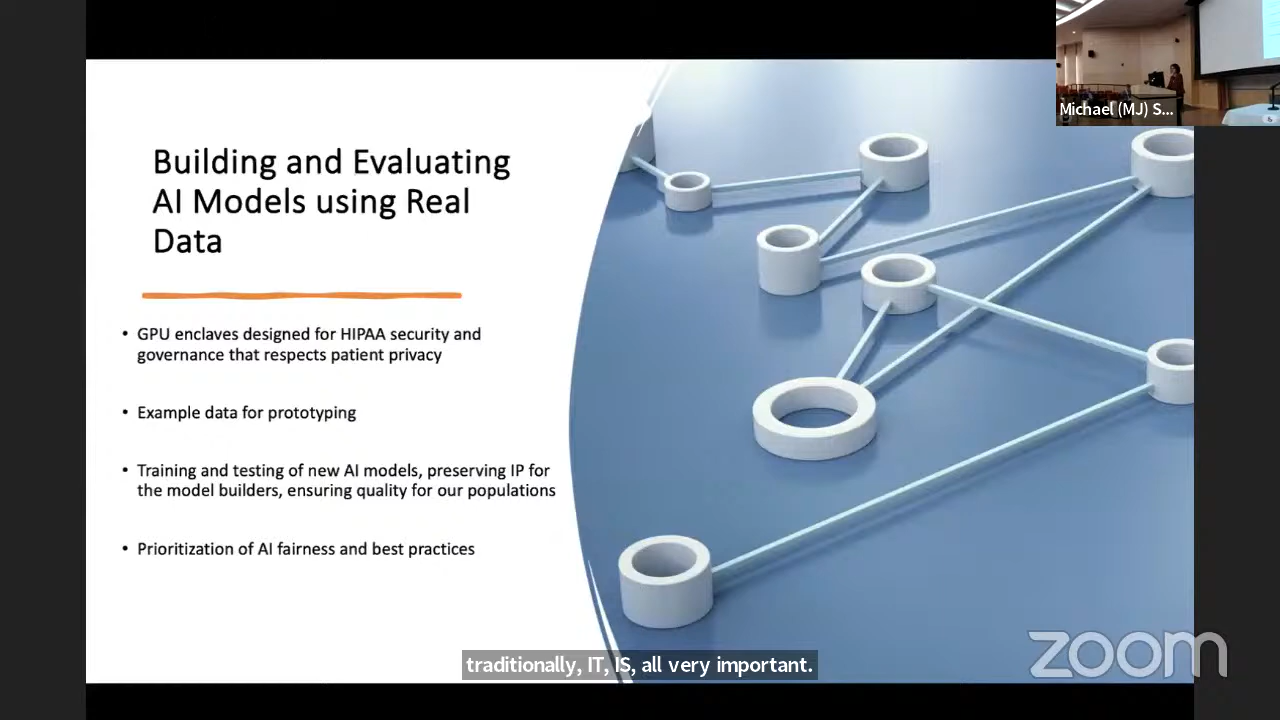 Michael (MJ) S...
Building and Evaluating
AI Models using Real
Data
• GPU enclaves designed for HIPAA security and
governance that respects patient privacy
• Example data for prototyping
• Training and testing of new AI models, preserving IP for
the model builders, ensuring quality for our populations
• Prioritization of AI fairness and best practices
traditionally, IT, IS, all very important.
zoom